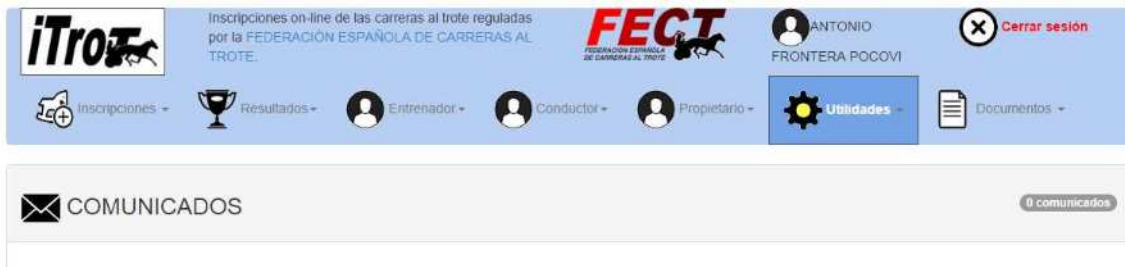 iTrot
Inscripciones on-line de las carreras al trote reguladas
por la FEDERACIÓN ESPAÑOLA DE CARRERAS AL
TROTE.
FECT
FEDERACIÓN ESPAÑOLA
DE CARRERAS AL TROTE
ANTONIO
FRONTERA POCOVI
Cerrar sesión
Inscripciones
Resultados
Entrenador
Conductor
Propietario
Utilidades
Documentos
COMUNICADOS
0 comunicados